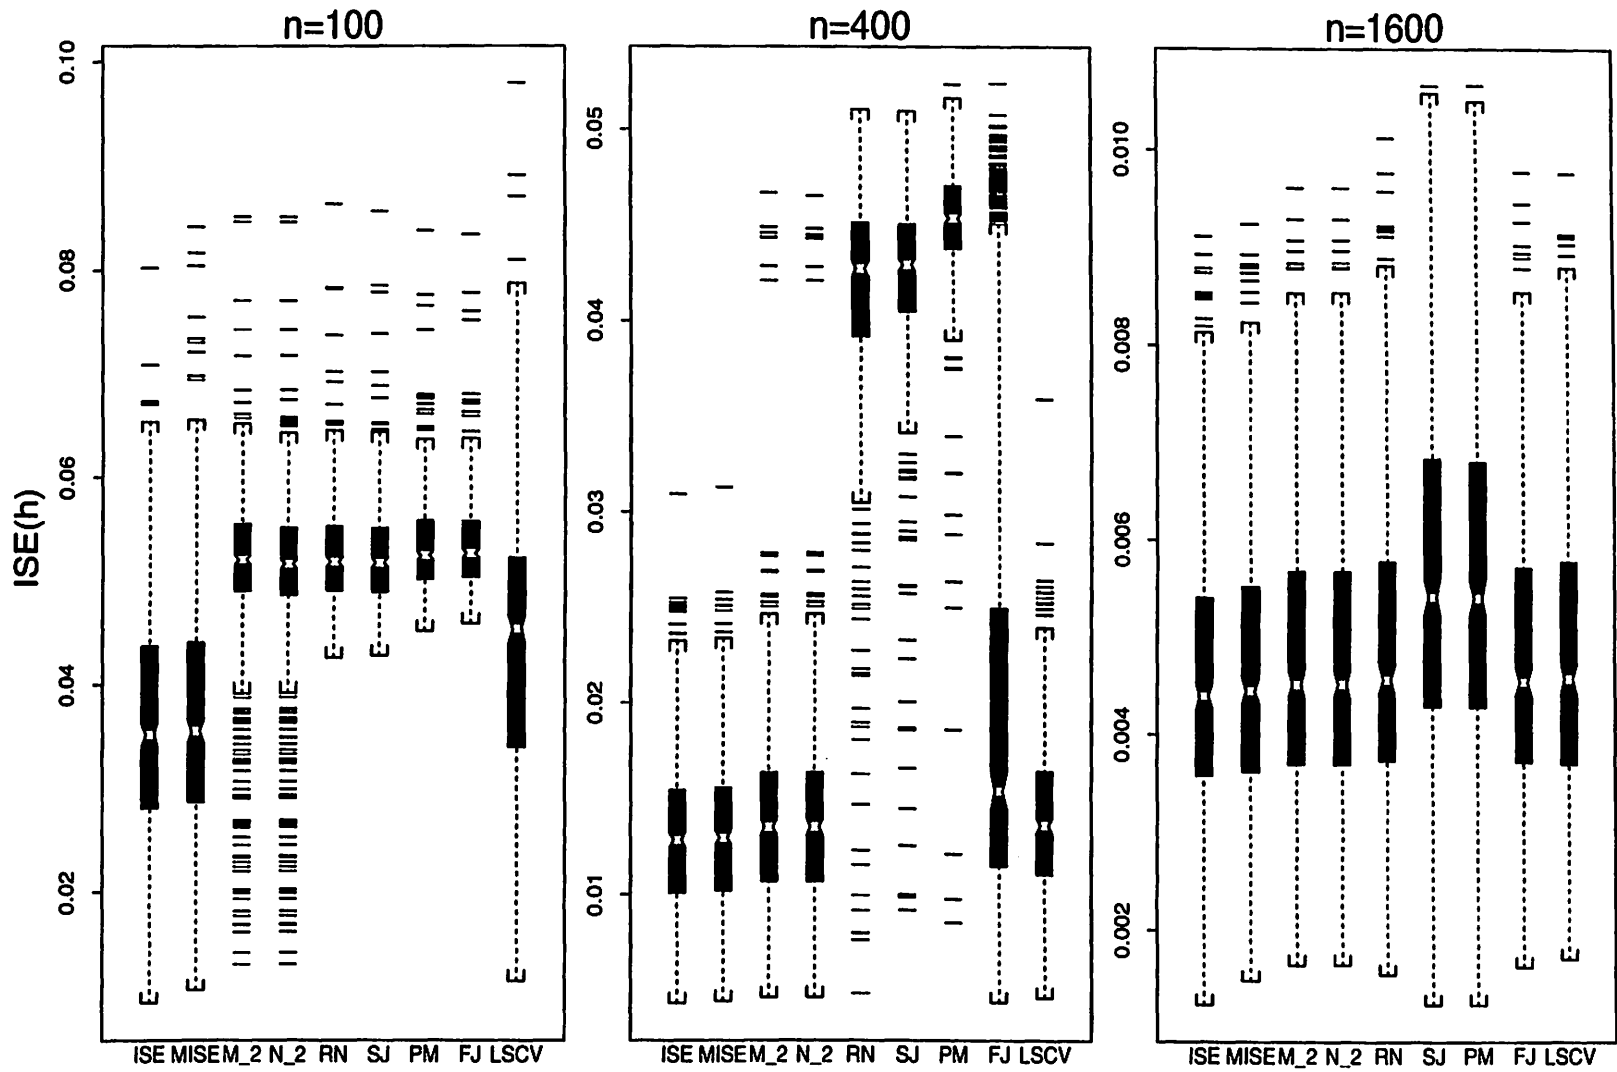 n=100
n=400
n=1600
ISE(h)
0.10
0.08
0.06
0.04
0.02
0.05
0.04
0.03
0.02
0.01
0.010
0.008
0.006
0.004
0.002
ISE MISE M_2 N_2 RN SJ PM FJ LSCV
ISE MISE M_2 N_2 RN SJ PM FJ LSCV
ISE MISE M_2 N_2 RN SJ PM FJ LSCV